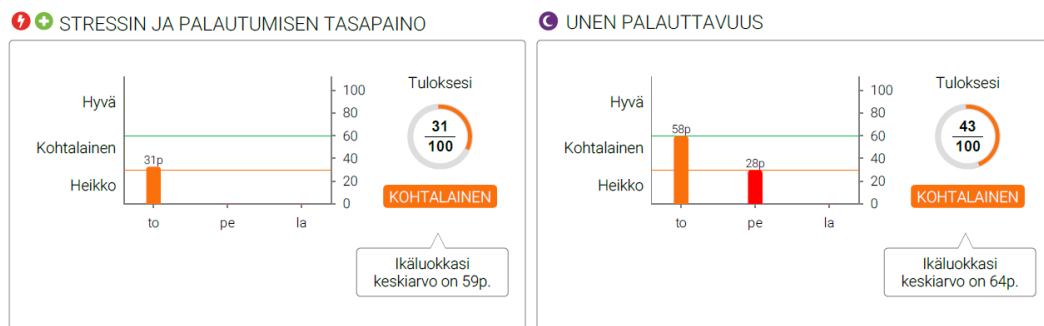 STRESSIN JA PALAUTUMISEN TASAPAINO
Hyvä
Kohtalainen
Heikko
31p
100
80
60
40
20
0
to pe la
Tuloksesi
31
100
KOHTALAINEN
Ikäluokkasi
keskiarvo on 59p.
UNEN PALAUTTAVUUS
Hyvä
Kohtalainen
Heikko
58p
28p
100
80
60
40
20
0
to pe la
Tuloksesi
43
100
KOHTALAINEN
Ikäluokkasi
keskiarvo on 64p.